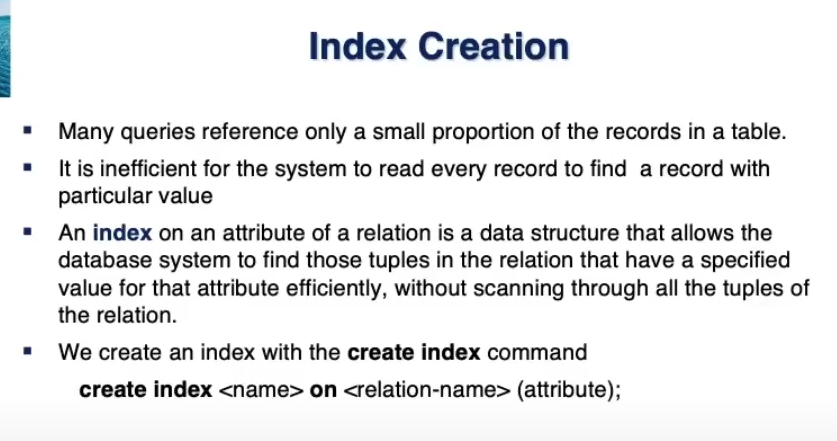 Index Creation
▪ Many queries reference only a small proportion of the records in a table.
▪ It is inefficient for the system to read every record to find a record with
particular value
▪ An index on an attribute of a relation is a data structure that allows the
database system to find those tuples in the relation that have a specified
value for that attribute efficiently, without scanning through all the tuples of
the relation.
▪ We create an index with the create index command
create index <name> on <relation-name> (attribute);